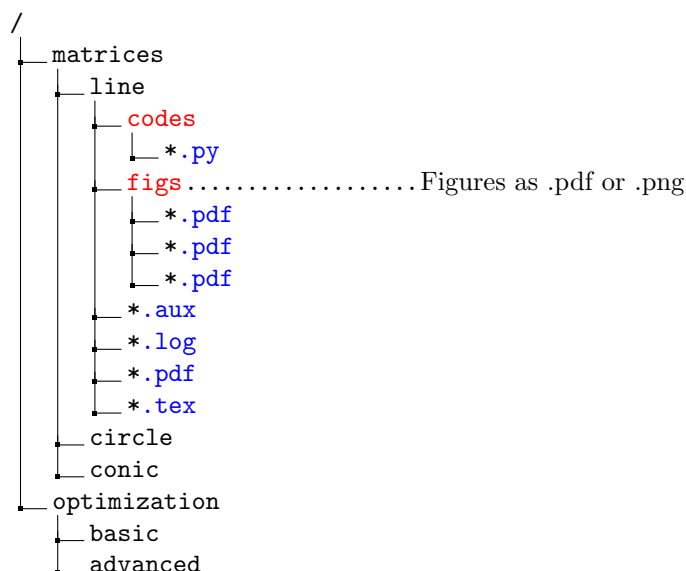 /
matrices
line
codes
*.py
figs...................Figures as .pdf or .png
*.pdf
*.pdf
*.pdf
*.aux
*.log
*.pdf
*.tex
circle
conic
optimization
basic
advanced